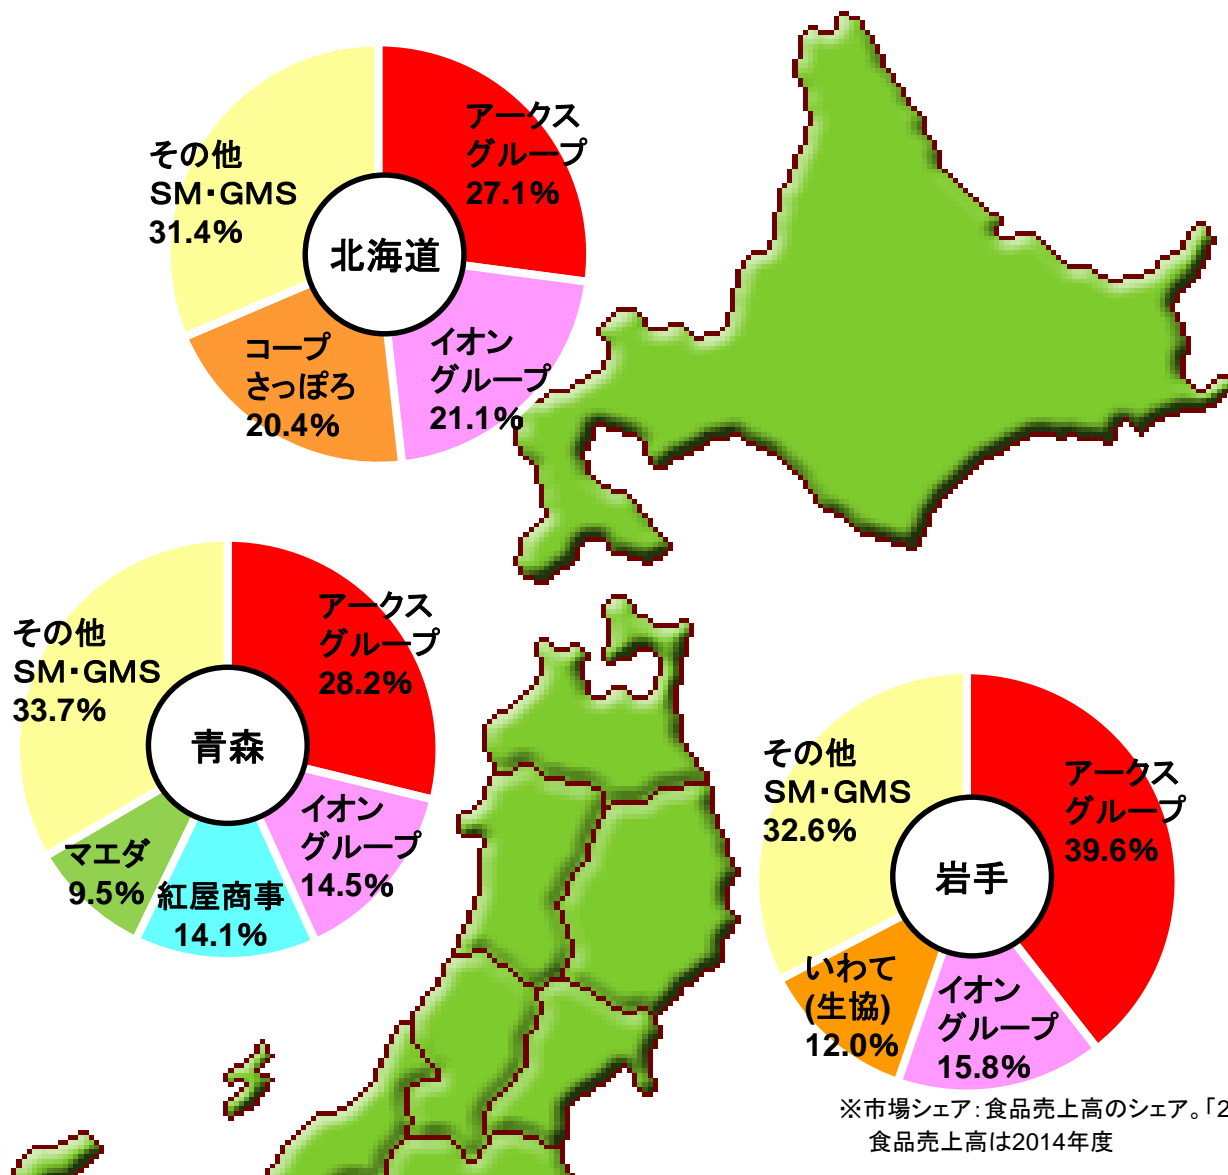 アークス
グループ
27.1%
イオン
グループ
21.1%
コープ
さっぽろ
20.4%
その他
SM・GMS
31.4%
北海道
アークス
グループ
28.2%
イオン
グループ
14.5%
紅屋商事
14.1%
マエダ
9.5%
その他
SM・GMS
33.7%
青森
アークス
グループ
39.6%
イオン
グループ
15.8%
いわて
(生協)
12.0%
その他
SM・GMS
32.6%
岩手
※市場シェア：食品売上高のシェア。「2
食品売上高は2014年度